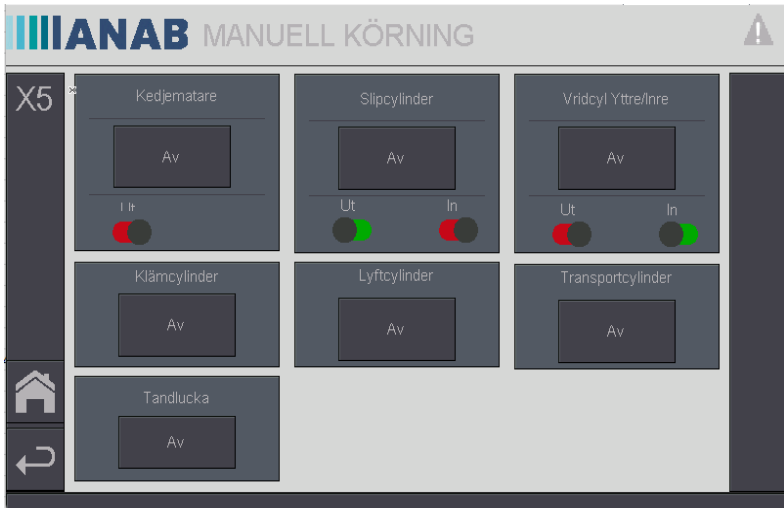 ANAB MANUELL KÖRNING
X5
Kedjematare
Av
Ut
Slipcylinder
Av
Ut In
Vridcyl Yttre/Inre
Av
Ut In
Klämcylinder
Av
Lyftcylinder
Av
Transportcylinder
Av
Tandlucka
Av